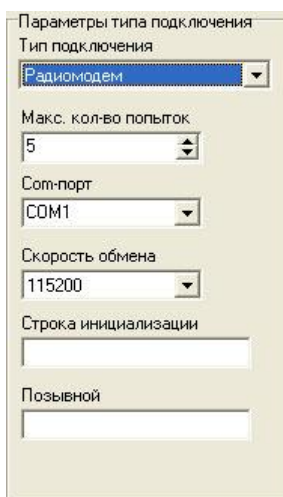 Параметры типа подключения
Тип подключения
Радиомодем
Макс. кол-во попыток
5
Com-порт
COM1
Скорость обмена
115200
Строка инициализации
Позывной